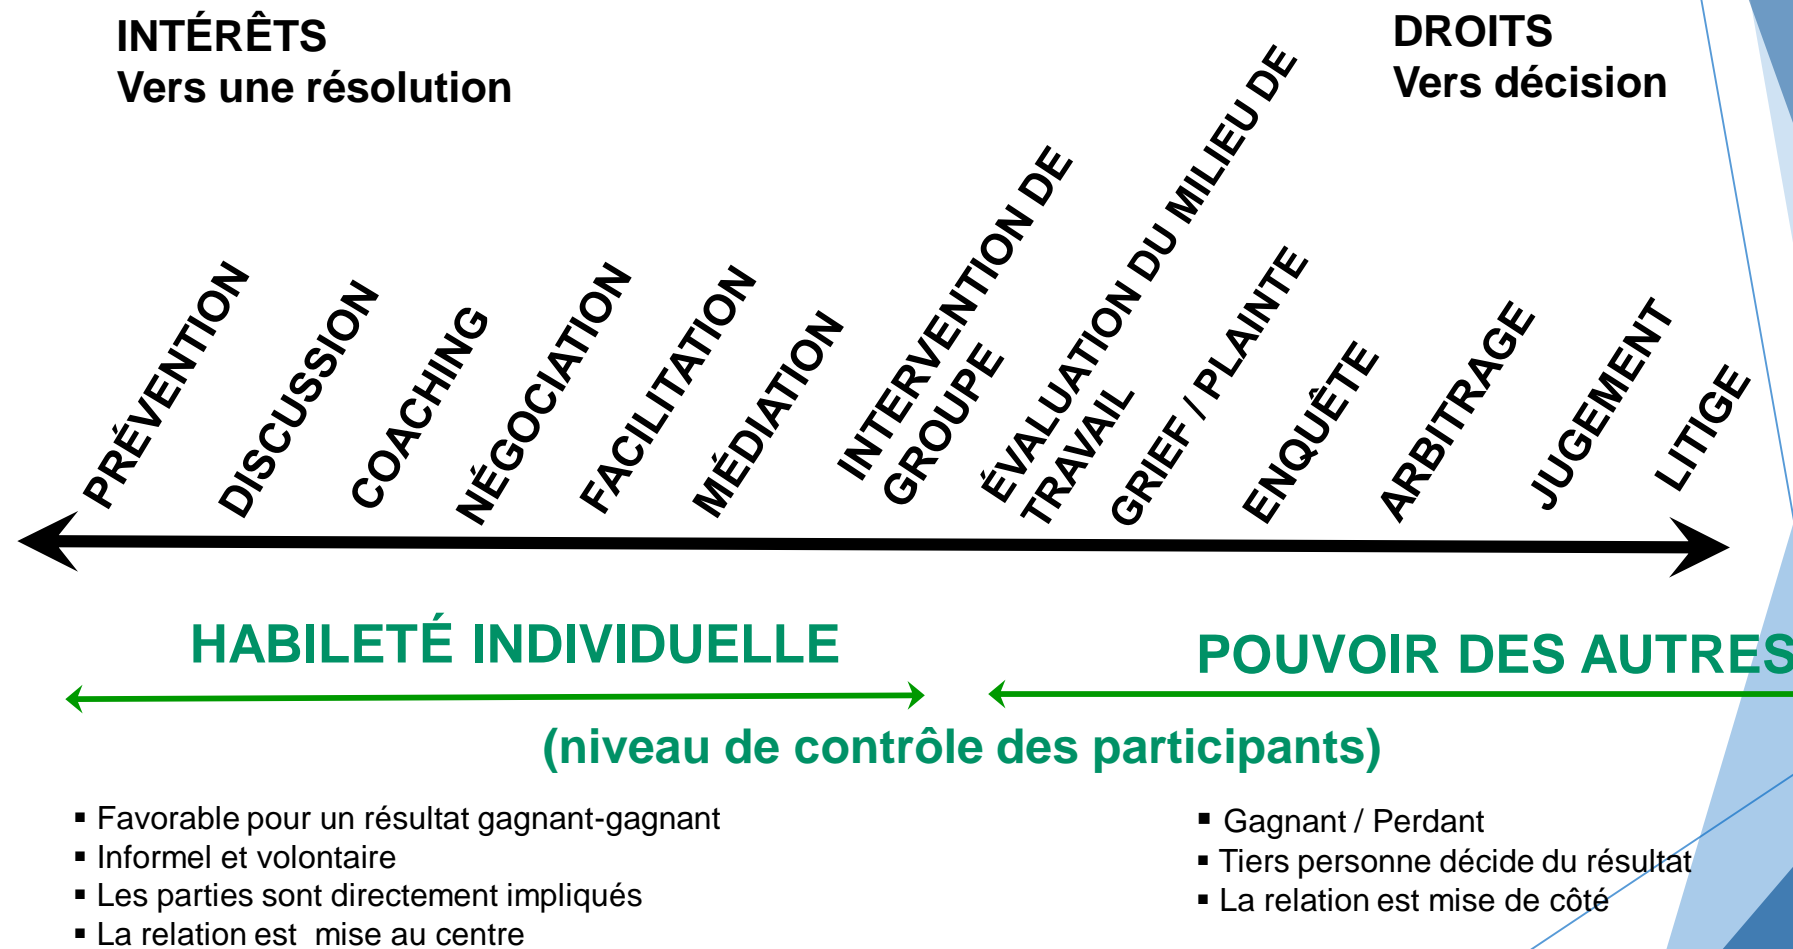 INTÉRÊTS
Vers une résolution
DROITS
Vers décision
PRÉVENTION
DISCUSSION
COACHING
NÉGOCIATION
FACILITATION
MÉDIATION
INTERVENTION DE
GROUPE
ÉVALUATION DU MILIEU DE
TRAVAIL
GRIEF / PLAINTE
ENQUÊTE
ARBITRAGE
JUGEMENT
LITIGE
HABILETÉ INDIVIDUELLE
POUVOIR DES AUTRES
(niveau de contrôle des participants)
▪ Favorable pour un résultat gagnant-gagnant
▪ Informel et volontaire
▪ Les parties sont directement impliqués
▪ La relation est mise au centre
▪ Gagnant / Perdant
▪ Tiers personne décide du résultat
▪ La relation est mise de côté